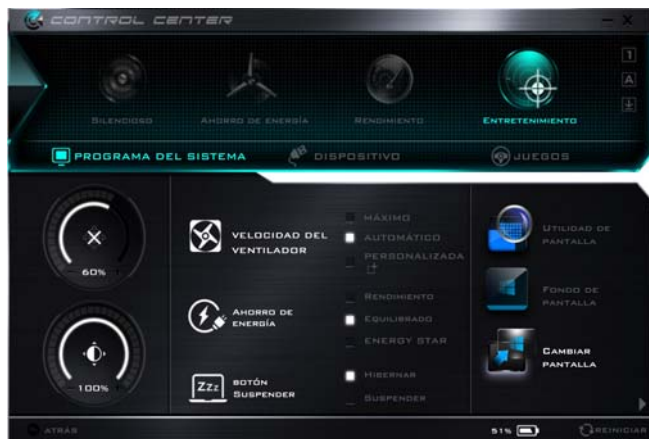 CONTROL CENTER
1
A
SILENCIOSO
AHORRO DE ENERGÍA
RENDIMIENTO
ENTRETENIMIENTO
PROGRAMA DEL SISTEMA
DISPOSITIVO
JUEGOS
60%
100%
VELOCIDAD DEL
VENTILADOR
MÁXIMO
AUTOMÁTICO
PERSONALIZADA
AHORRO DE
ENERGÍA
RENDIMIENTO
EQUILIBRADO
ENERGY STAR
Zzz
BOTÓN
SUSPENDER
HIBERNAR
SUSPENDER
UTILIDAD DE
PANTALLA
FONDO DE
PANTALLA
CAMBIAR
PANTALLA
ATRÁS
51%
REINICIAR